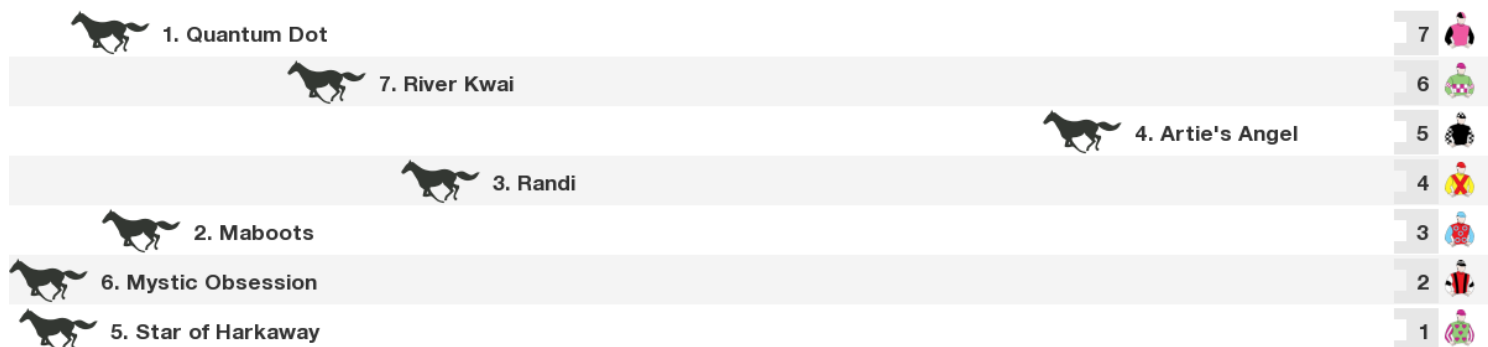 1. Quantum Dot 7
7. River Kwai 6
4. Artie's Angel 5
3. Randi 4
2. Maboots 3
6. Mystic Obsession 2
5. Star of Harkaway 1